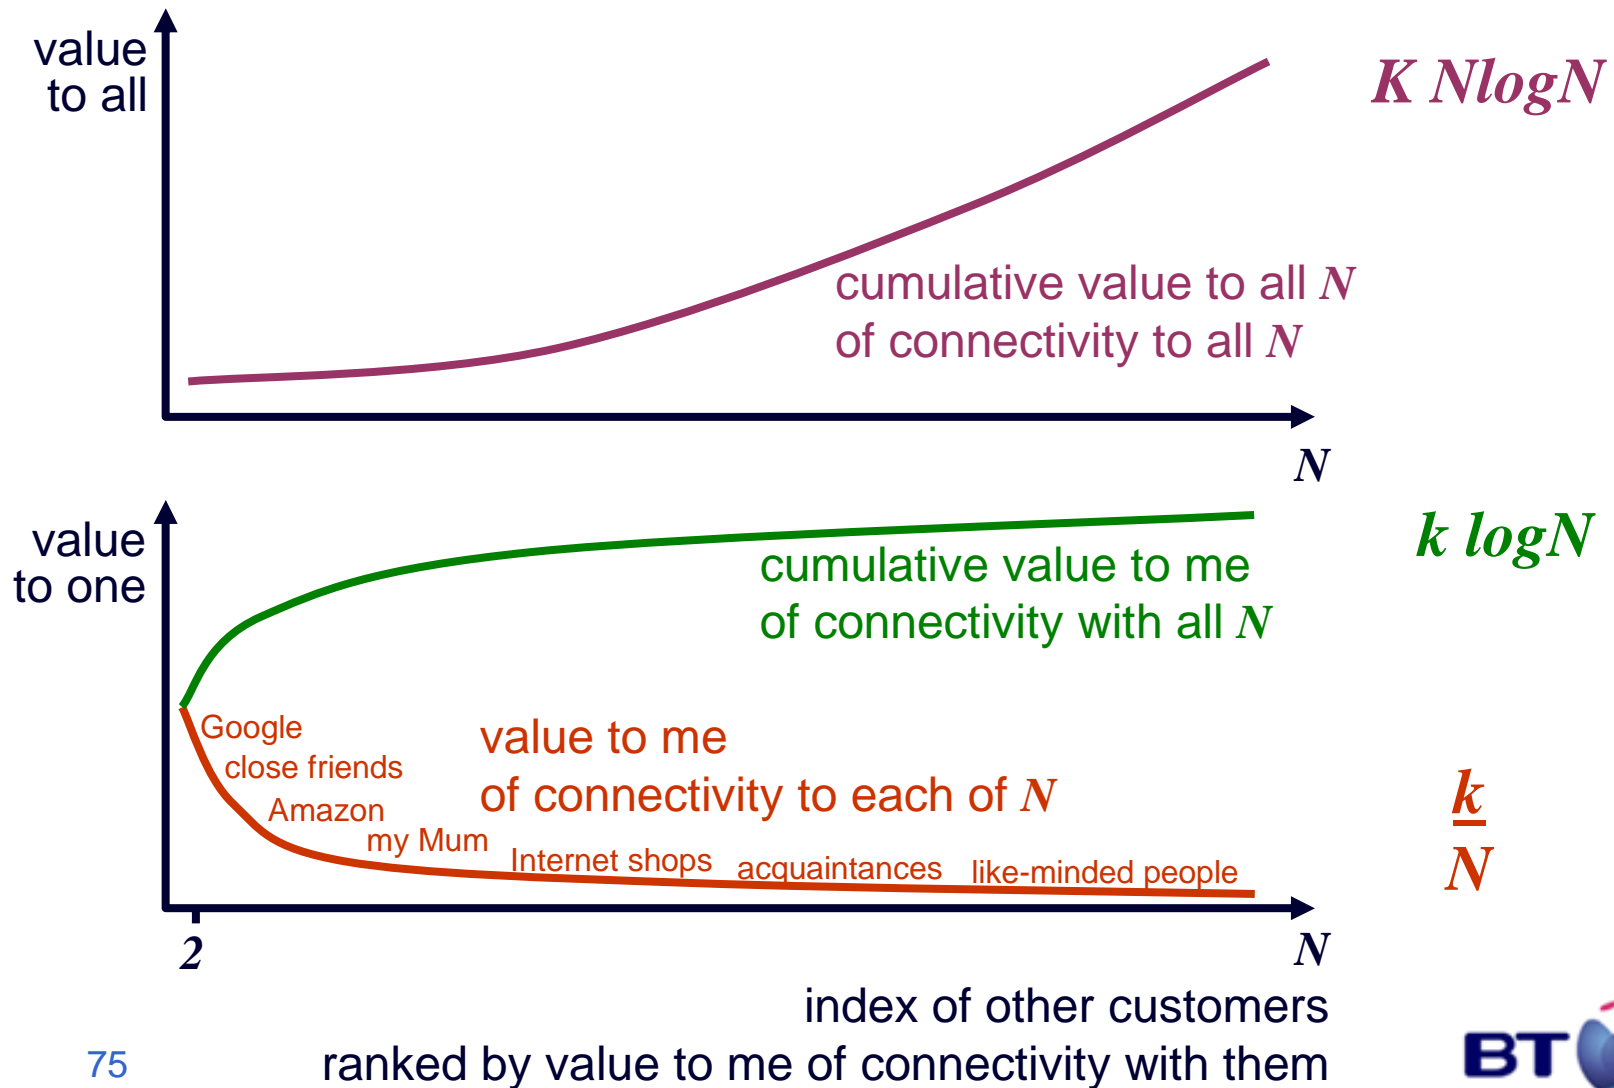 value
to all
K NlogN
cumulative value to all N
of connectivity to all N
N
value
to one
k logN
cumulative value to me
of connectivity with all N
Google
close friends
Amazon
my Mum
Internet shops
acquaintances
like-minded people
value to me
of connectivity to each of N
k
N
2
N
index of other customers
ranked by value to me of connectivity with them
75
BT